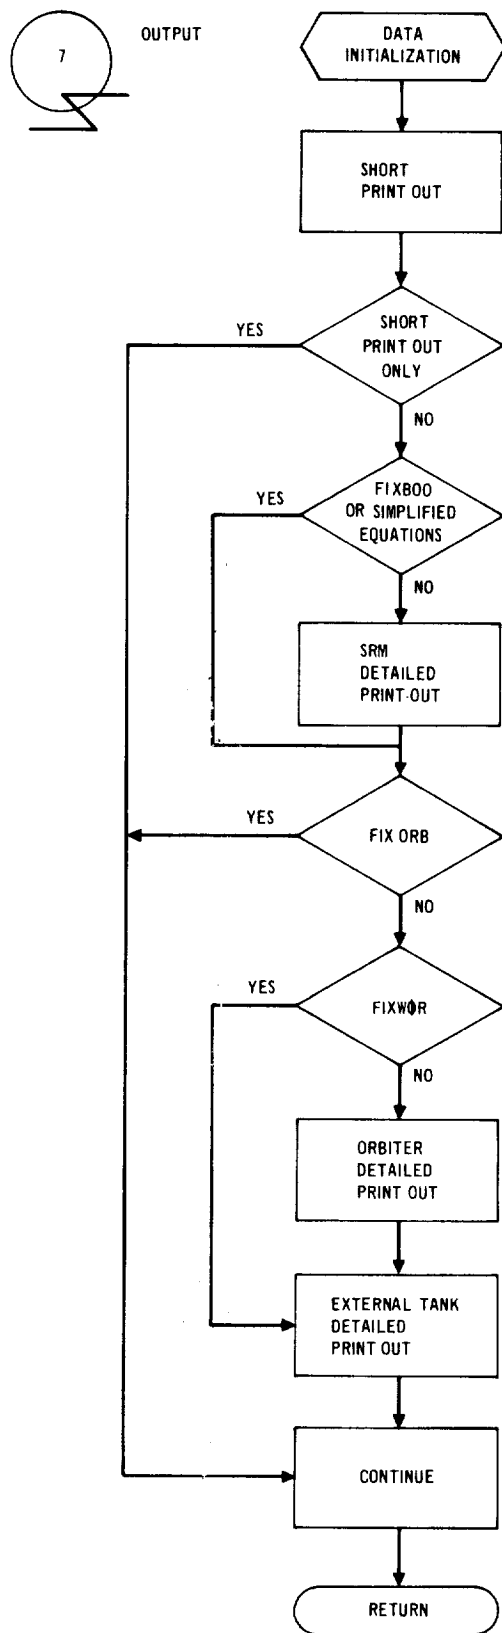 7
OUTPUT
DATA
INITIALIZATION
SHORT
PRINT OUT
YES
SHORT
PRINT OUT
ONLY
NO
YES
FIXBOO
OR SIMPLIFIED
EQUATIONS
NO
SRM
DETAILED
PRINT-OUT
YES
FIX ORB
NO
YES
FIXWØR
NO
ORBITER
DETAILED
PRINT OUT
EXTERNAL TANK
DETAILED
PRINT OUT
CONTINUE
RETURN